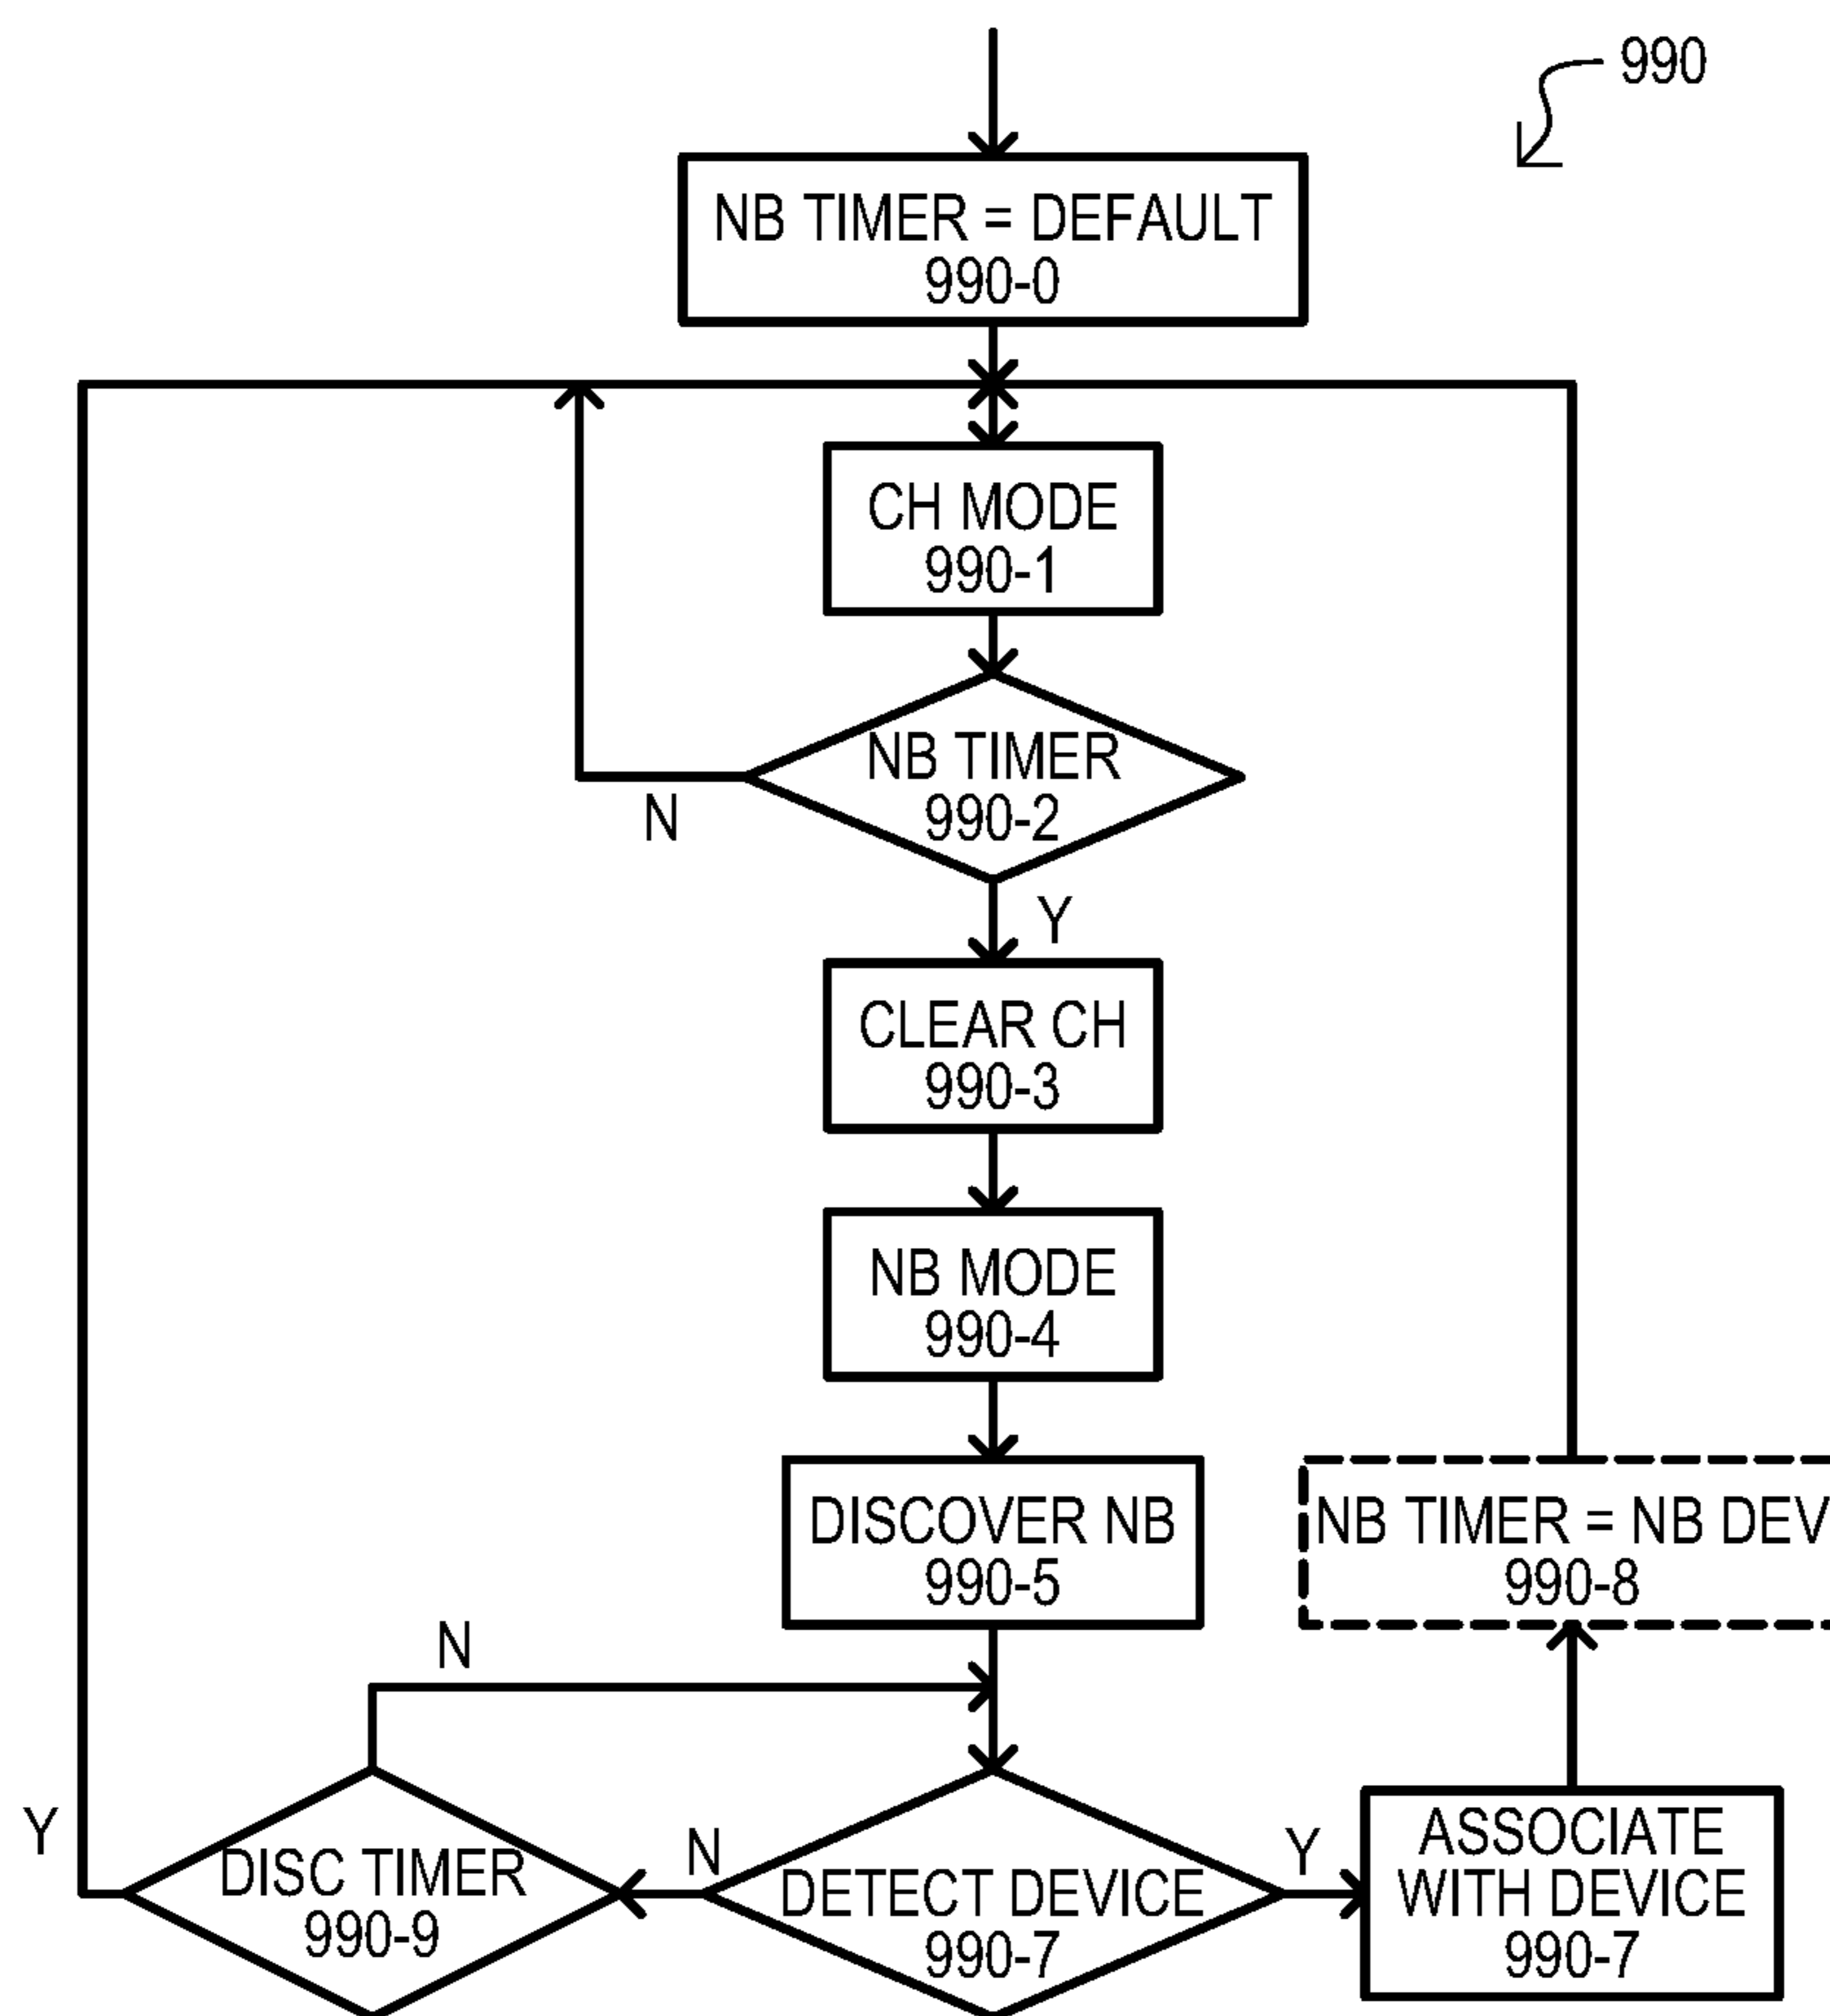 990
NB TIMER = DEFAULT
990-0
CH MODE
990-1
NB TIMER
990-2
N
Y
CLEAR CH
990-3
NB MODE
990-4
DISCOVER NB
990-5
NB TIMER = NB DEV
990-8
N
Y
DISC TIMER
990-9
N
DETECT DEVICE
990-7
Y
ASSOCIATE
WITH DEVICE
990-7